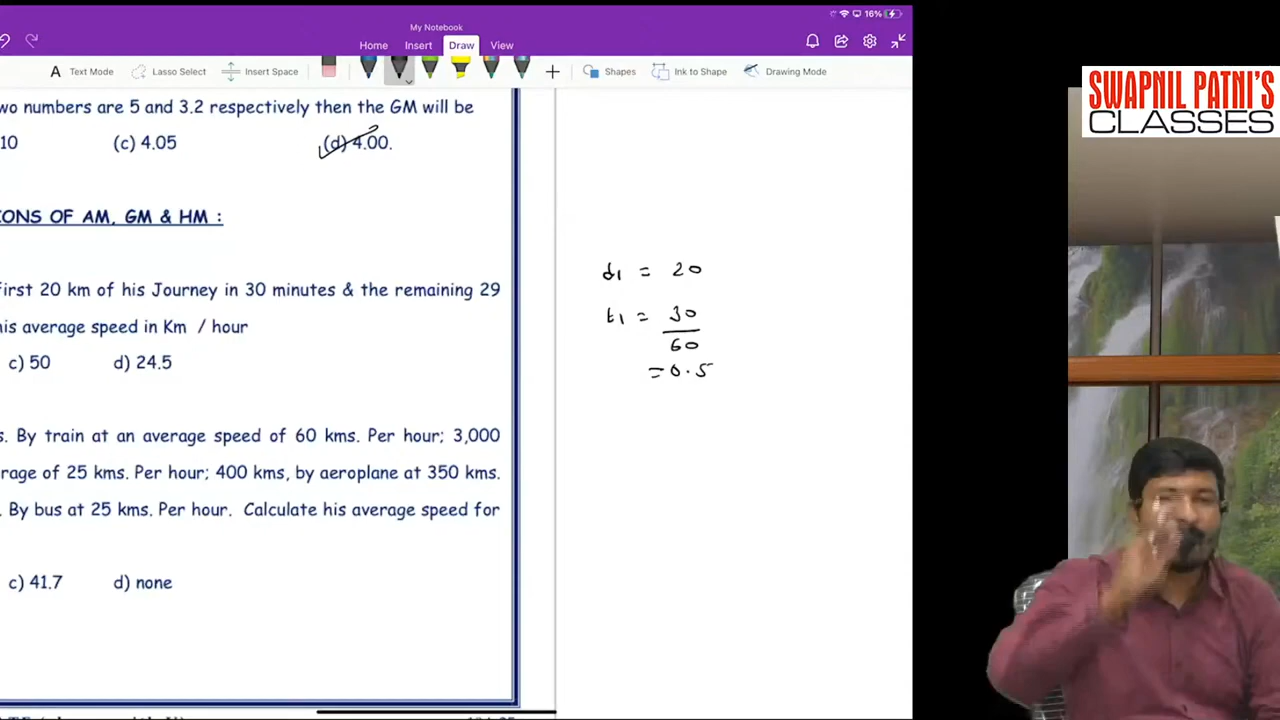 16%
My Notebook
Home Insert Draw View
A Text Mode Lasso Select Insert Space Shapes Ink to Shape Drawing Mode
wo numbers are 5 and 3.2 respectively then the GM will be
10 (c) 4.05 (d) 4.00.
IONS OF AM, GM & HM :
first 20 km of his Journey in 30 minutes & the remaining 29
his average speed in Km / hour
c) 50 d) 24.5
s. By train at an average speed of 60 kms. Per hour; 3,000
rage of 25 kms. Per hour; 400 kms, by aeroplane at 350 kms.
. By bus at 25 kms. Per hour. Calculate his average speed for
c) 41.7 d) none
d1 = 20
t1 = 30
60
= 0.5
SWAPNIL PATNI'S
CLASSES